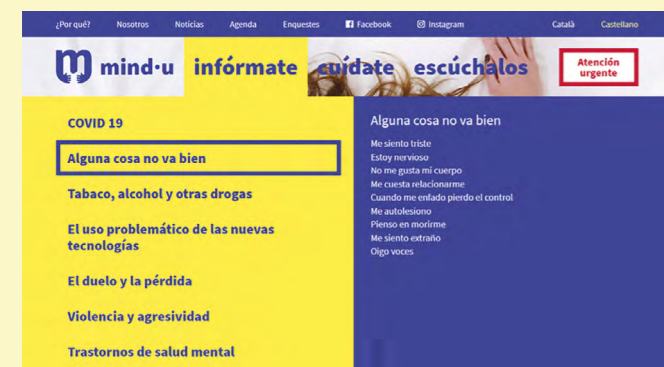 ¿Por qué? Nosotros Noticias Agenda Enquestes Facebook Instagram Català Castellano
mind·u infórmate cuídate escúchalos Atención
urgente
COVID 19
Alguna cosa no va bien
Tabaco, alcohol y otras drogas
El uso problemático de las nuevas
tecnologías
El duelo y la pérdida
Violencia y agresividad
Trastornos de salud mental
Alguna cosa no va bien
Me siento triste
Estoy nervioso
No me gusta mi cuerpo
Me cuesta relacionarme
Cuando me enfado pierdo el control
Me autolesiono
Pienso en morirme
Me siento extraño
Oigo voces